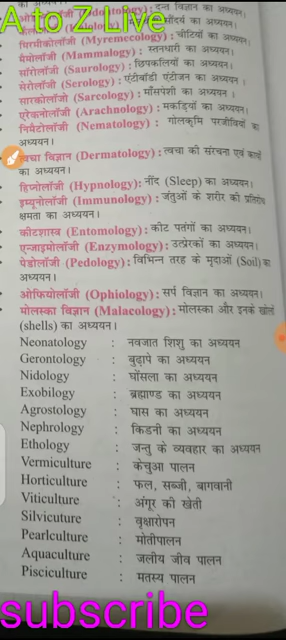 A to Z Live
(Odontology): दन्त विज्ञान का अध्ययन,
मिरमीकोलॉजी (Myremecology): चींटियों का अध्ययन।
मैमोलॉजी (Mammalogy): स्तनधारी का अध्ययन।
सॉरोलॉजी (Saurology): छिपकलियों का अध्ययन।
सेरोलॉजी (Serology): एंटीबॉडी एंटीजन का अध्ययन।
सारकोलॉजी (Sarcology): माँसपेशी का अध्ययन।
एरेक्नोलॉजी (Arachnology): मकड़ियों का अध्ययन।
निमैटोलॉजी (Nematology): गोलकृमि परजीवियों का
अध्ययन।
त्वचा विज्ञान (Dermatology): त्वचा की संरचना एवं कार्यों
का अध्ययन।
हिप्नोलॉजी (Hypnology): नींद (Sleep) का अध्ययन।
इम्यूनोलॉजी (Immunology): जंतुओं के शरीर की प्रतिरोध
क्षमता का अध्ययन।
कीटशास्त्र (Entomology): कीट पतंगों का अध्ययन।
एन्जाइमोलॉजी (Enzymology): उत्प्रेरकों का अध्ययन।
पेडोलॉजी (Pedology): विभिन्न तरह के मृदाओं (Soil) का
अध्ययन।
ओफियोलॉजी (Ophiology): सर्प विज्ञान का अध्ययन।
मोलस्का विज्ञान (Malacology): मोलस्का और इनके खोलों
(shells) का अध्ययन।
Neonatology : नवजात शिशु का अध्ययन
Gerontology : बुढ़ापे का अध्ययन
Nidology : घोंसला का अध्ययन
Exobilogy : ब्रह्माण्ड का अध्ययन
Agrostology : घास का अध्ययन
Nephrology : किडनी का अध्ययन
Ethology : जन्तु के व्यवहार का अध्ययन
Vermiculture : केंचुआ पालन
Horticulture : फल, सब्जी, बागवानी
Viticulture : अंगूर की खेती
Silvicuture : वृक्षारोपन
Pearlculture : मोतीपालन
Aquaculture : जलीय जीव पालन
Pisciculture : मतस्य पालन
subscribe